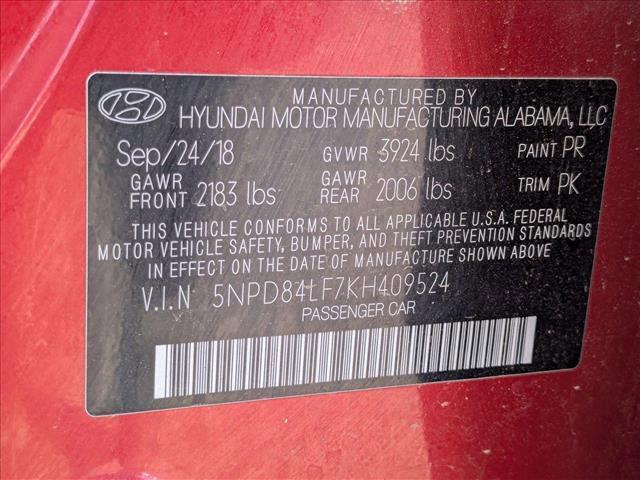 MANUFACTURED BY
HYUNDAI MOTOR MANUFACTURING ALABAMA, LLC
Sep/24/18 GVWR 3924 lbs PAINT PR
GAWR FRONT 2183 lbs GAWR REAR 2006 lbs TRIM PK
THIS VEHICLE CONFORMS TO ALL APPLICABLE U.S.A. FEDERAL
MOTOR VEHICLE SAFETY, BUMPER, AND THEFT PREVENTION STANDARDS
IN EFFECT ON THE DATE OF MANUFACTURE SHOWN ABOVE
V.I.N 5NPD84LF7KH409524
PASSENGER CAR